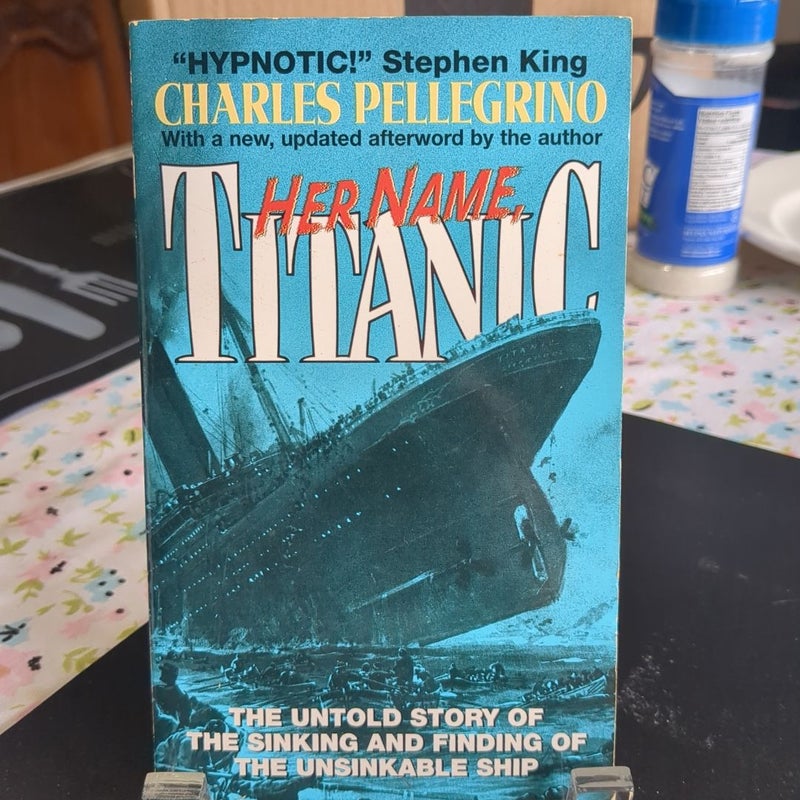 “HYPNOTIC!” Stephen King
CHARLES PELLEGRINO
With a new, updated afterword by the author
HER NAME,
TITANIC
THE UNTOLD STORY OF
THE SINKING AND FINDING OF
THE UNSINKABLE SHIP